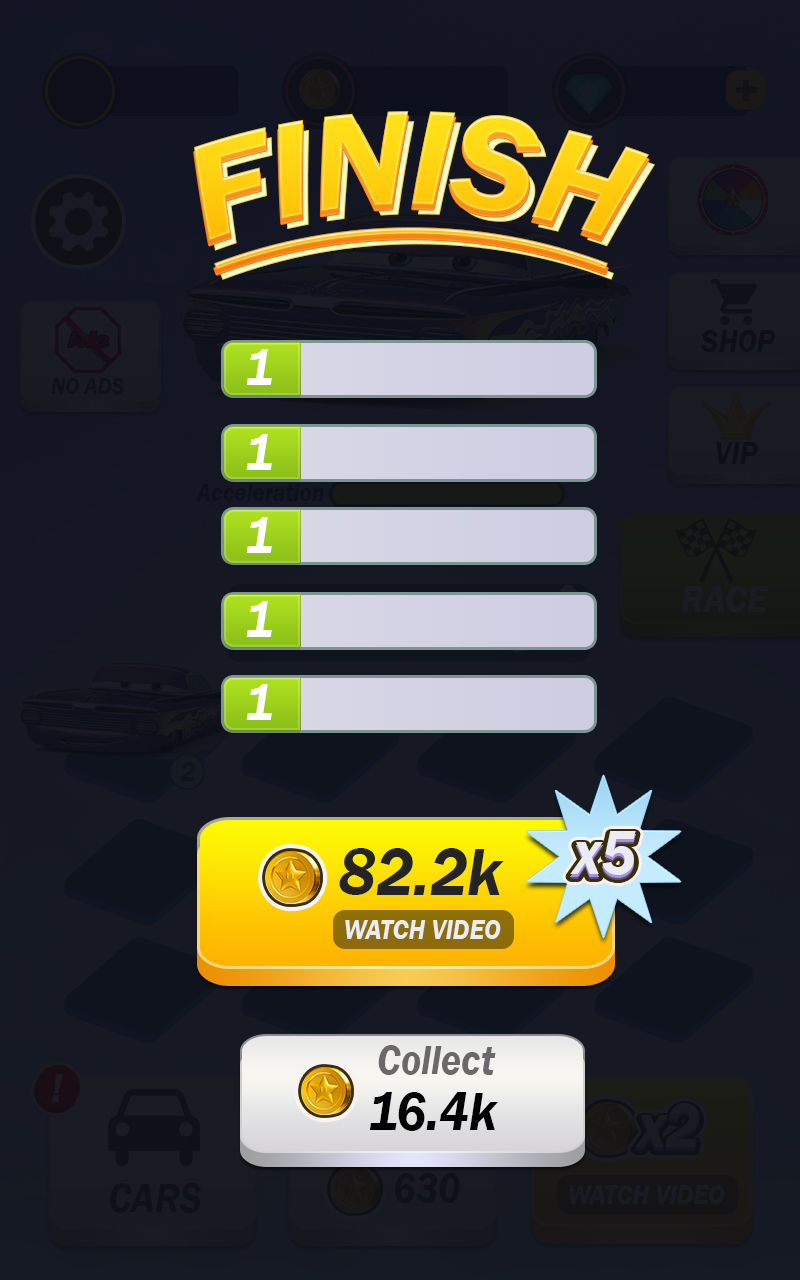 FINISH
Ads
NO ADS
SHOP
VIP
1
1
Acceleration
1
1
1
RACE
2
82.2k
x5
WATCH VIDEO
Collect
16.4k
!
CARS
630
x2
WATCH VIDEO